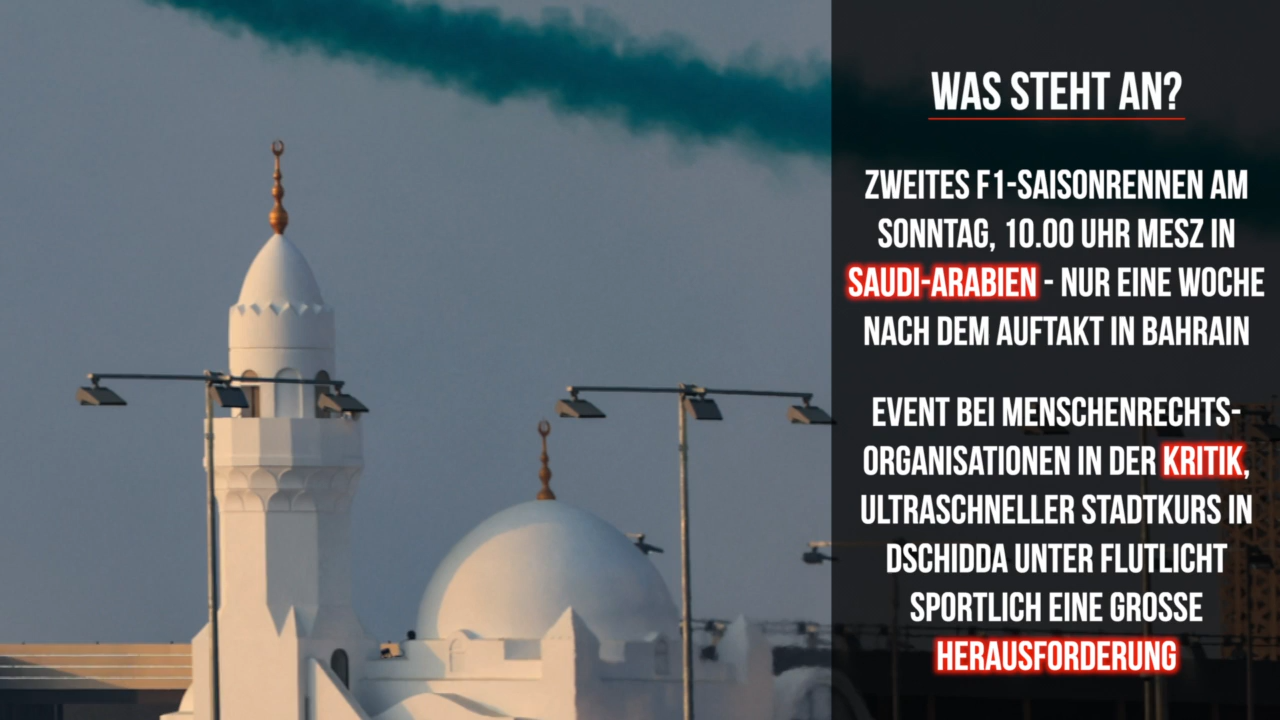 WAS STEHT AN?
ZWEITES F1-SAISONRENNEN AM
SONNTAG, 10.00 UHR MESZ IN
SAUDI-ARABIEN - NUR EINE WOCHE
NACH DEM AUFTAKT IN BAHRAIN
EVENT BEI MENSCHENRECHTS-
ORGANISATIONEN IN DER KRITIK,
ULTRASCHNELLER STADTKURS IN
DSCHIDDA UNTER FLUTLICHT
SPORTLICH EINE GROSSE
HERAUSFORDERUNG